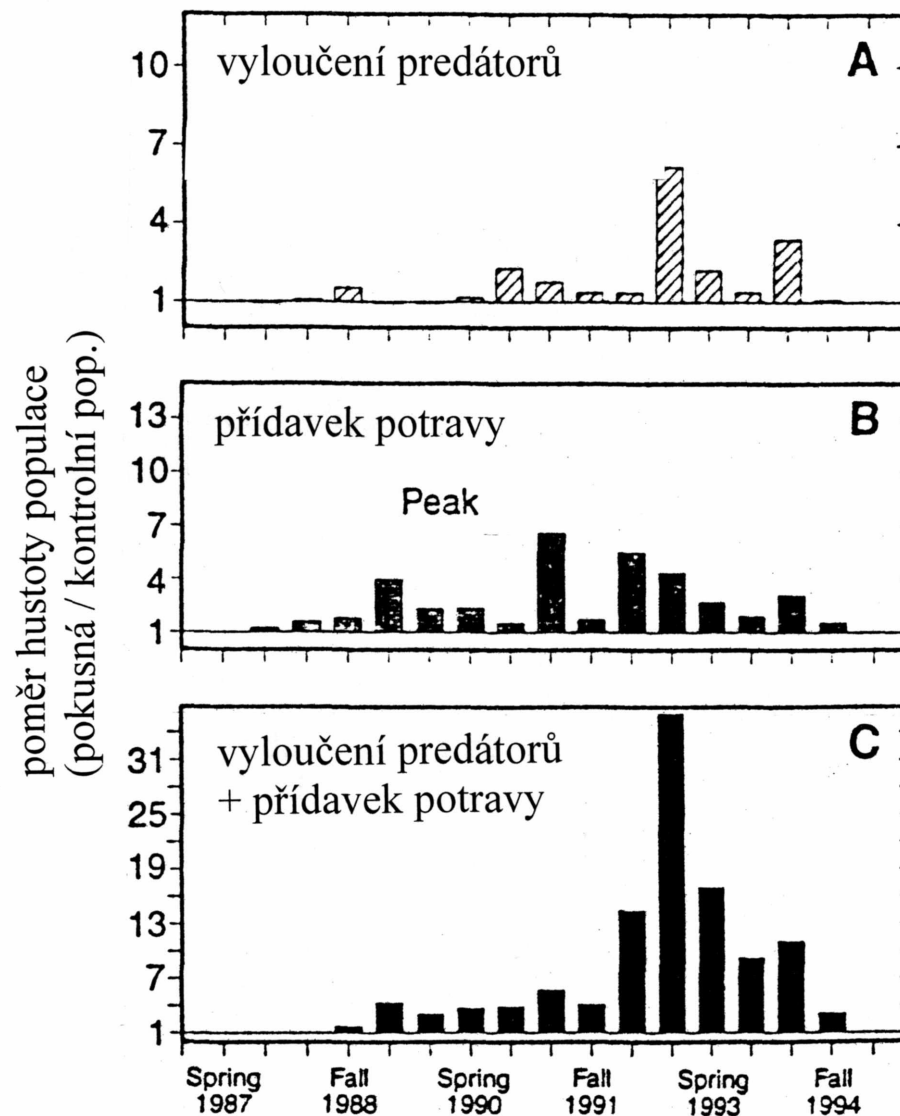 poměr hustoty populace
(pokusná / kontrolní pop.)
vyloučení predátorů
A
10
7
4
1
přídavek potravy
B
Peak
13
10
7
4
1
vyloučení predátorů
+ přídavek potravy
C
31
25
19
13
7
1
Spring Fall Spring Fall Spring Fall
1987 1988 1990 1991 1993 1994